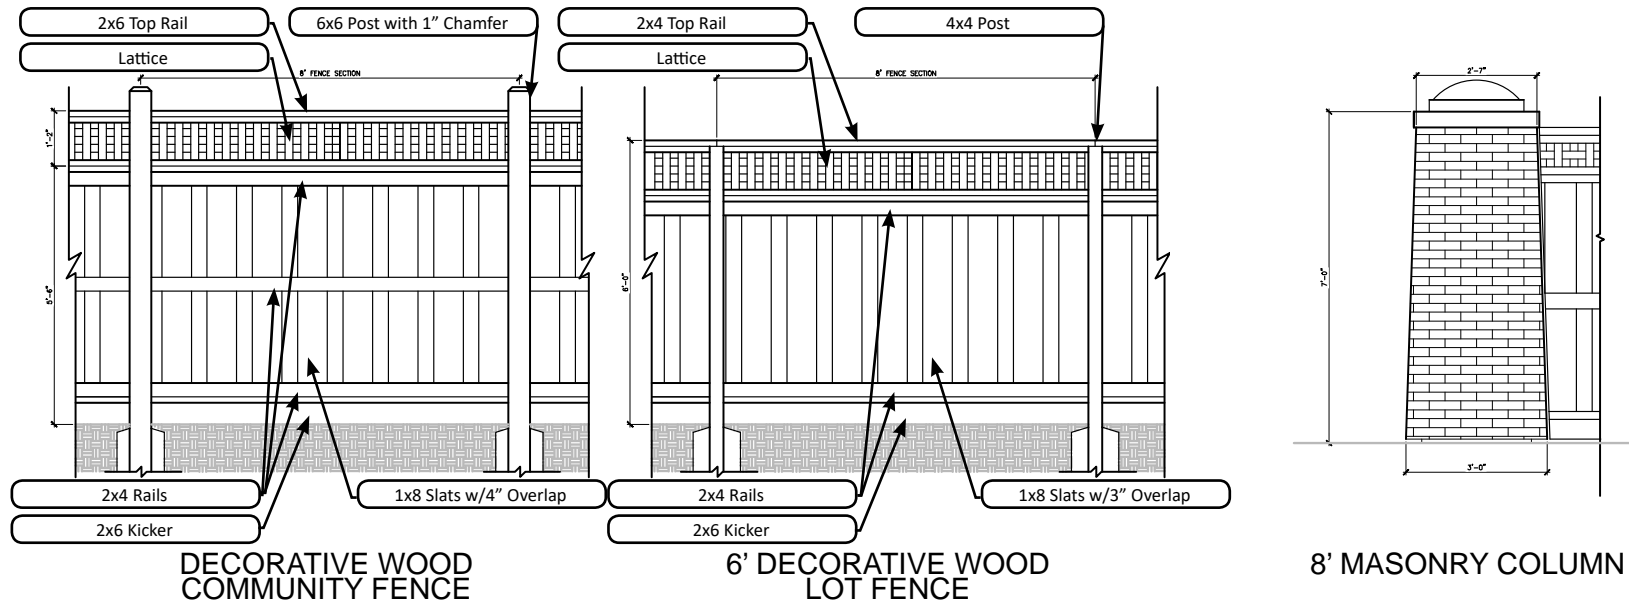 2x6 Top Rail
6x6 Post with 1” Chamfer
Lattice
8' FENCE SECTION
1'-2"
5'-6"
2x4 Rails
1x8 Slats w/4” Overlap
2x6 Kicker
DECORATIVE WOOD
COMMUNITY FENCE
2x4 Top Rail
4x4 Post
Lattice
8' FENCE SECTION
6'-0"
2x4 Rails
1x8 Slats w/3” Overlap
2x6 Kicker
6’ DECORATIVE WOOD
LOT FENCE
2'-7"
7'-0"
3'-0"
8’ MASONRY COLUMN